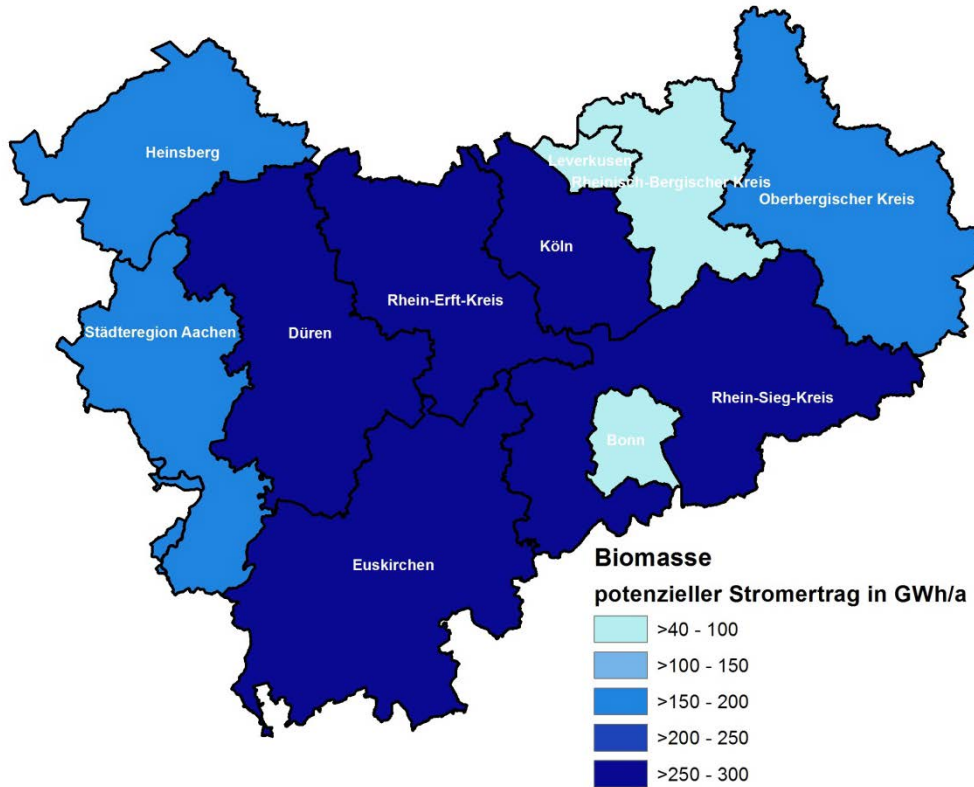 Heinsberg
Leverkusen
Rheinisch-Bergischer Kreis
Oberbergischer Kreis
Köln
Rhein-Erft-Kreis
Städteregion Aachen
Düren
Rhein-Sieg-Kreis
Bonn
Euskirchen
Biomasse
potenzieller Stromertrag in GWh/a
>40 - 100
>100 - 150
>150 - 200
>200 - 250
>250 - 300